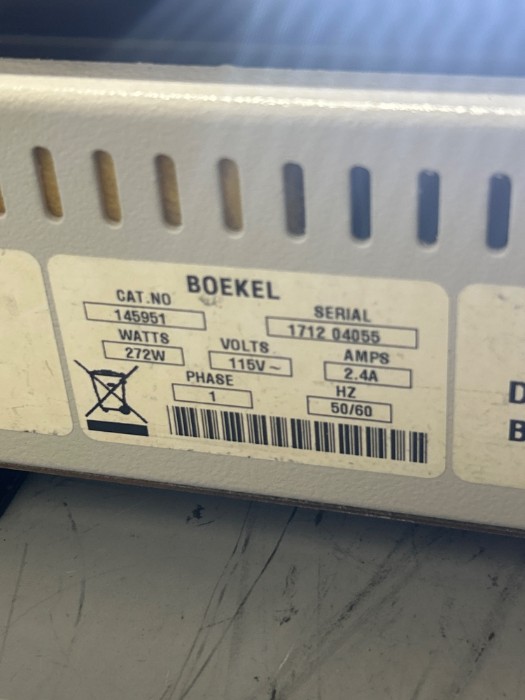 BOEKEL
CAT.NO
145951
SERIAL
1712 04055
WATTS
272W
VOLTS
115V~
AMPS
2.4A
PHASE
1
HZ
50/60
D
B